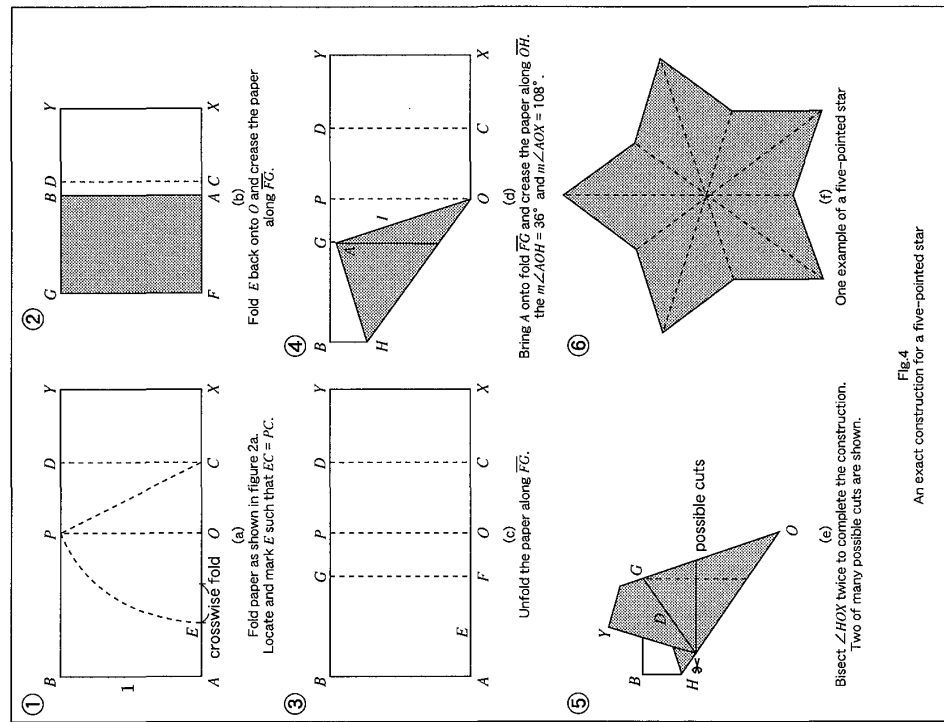 ①
B P D Y
1
A E O C X
crosswise fold
(a)
Fold paper as shown in figure 2a.
Locate and mark E such that EC = PC.
②
G B D Y
F A C X
(b)
Fold E back onto O and crease the paper
along FG.
③
B G P D Y
A E F O C X
(c)
Unfold the paper along FG.
④
B G P D Y
A I
H O C X
(d)
Bring A onto fold FG and crease the paper along OH.
the m∠AOH = 36° and m∠AOX = 108°.
⑤
Y G
B D
H
possible cuts
O
(e)
Bisect ∠HOX twice to complete the construction.
Two of many possible cuts are shown.
⑥
(f)
One example of a five-pointed star
Fig.4
An exact construction for a five-pointed star